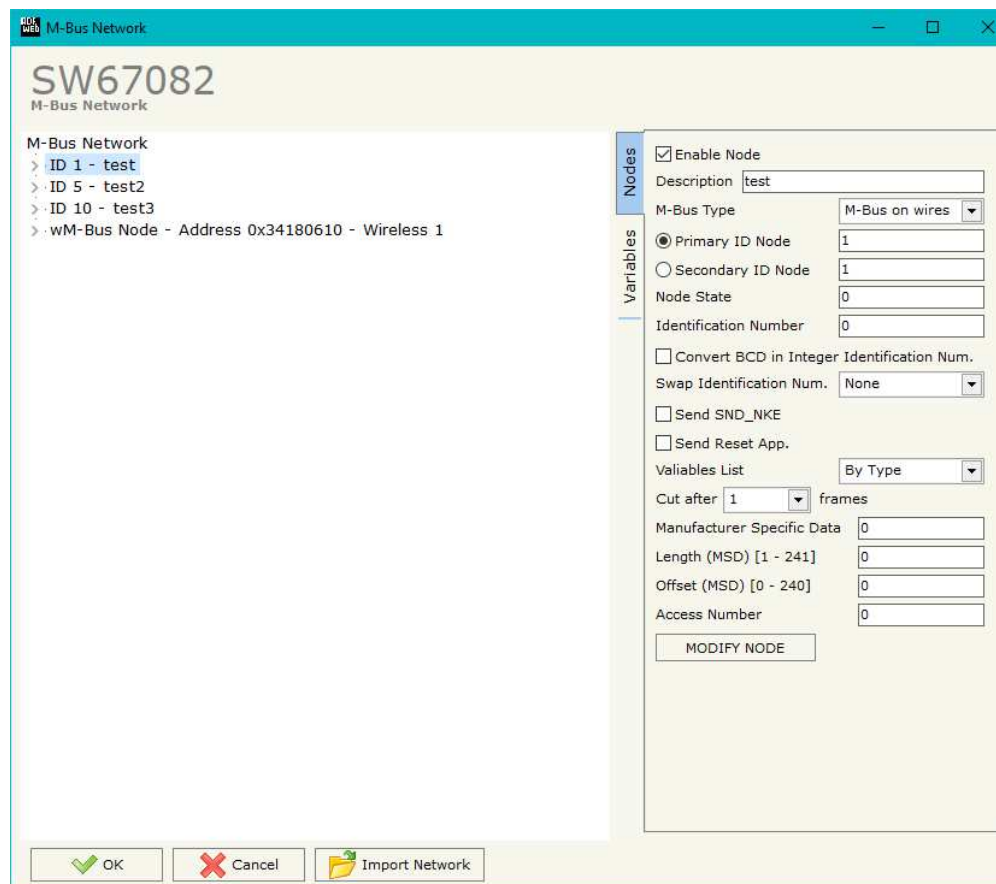 ADF
WEB
M-Bus Network
SW67082
M-Bus Network
M-Bus Network
ID 1 - test
ID 5 - test2
ID 10 - test3
wM-Bus Node - Address 0x34180610 - Wireless 1
Nodes
Variables
Enable Node
Description test
M-Bus Type M-Bus on wires
Primary ID Node 1
Secondary ID Node 1
Node State 0
Identification Number 0
Convert BCD in Integer Identification Num.
Swap Identification Num. None
Send SND_NKE
Send Reset App.
Valiables List By Type
Cut after 1 frames
Manufacturer Specific Data 0
Length (MSD) [1 - 241] 0
Offset (MSD) [0 - 240] 0
Access Number 0
MODIFY NODE
OK Cancel Import Network